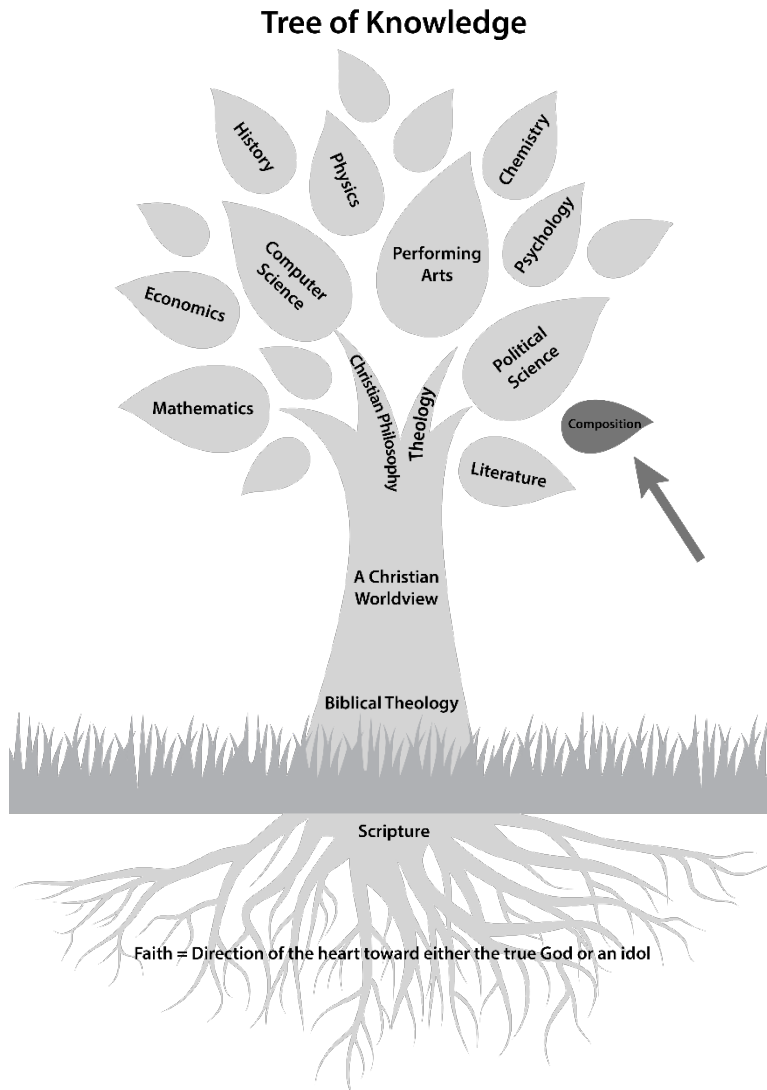 Tree of Knowledge
History
Physics
Chemistry
Psychology
Performing
Arts
Computer
Science
Economics
Political
Science
Mathematics
Christian Philosophy
Theology
Composition
Literature
A Christian
Worldview
Biblical Theology
Scripture
Faith = Direction of the heart toward either the true God or an idol